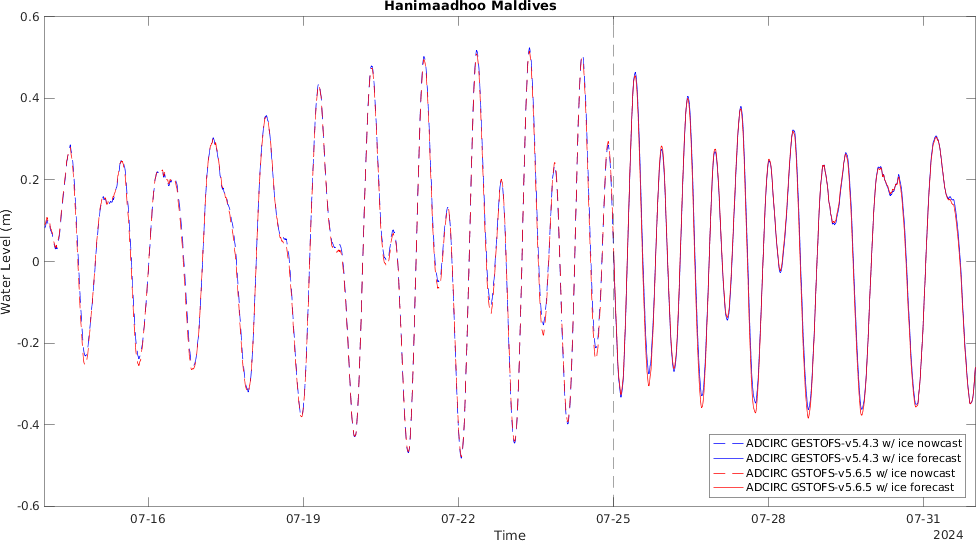 Hanimaadhoo Maldives
0.6
0.4
0.2
0
-0.2
-0.4
-0.6
Water Level (m)
ADCIRC GESTOFS-v5.4.3 w/ ice nowcast
ADCIRC GESTOFS-v5.4.3 w/ ice forecast
ADCIRC GSTOFS-v5.6.5 w/ ice nowcast
ADCIRC GSTOFS-v5.6.5 w/ ice forecast
07-16 07-19 07-22 07-25 07-28 07-31
Time
2024